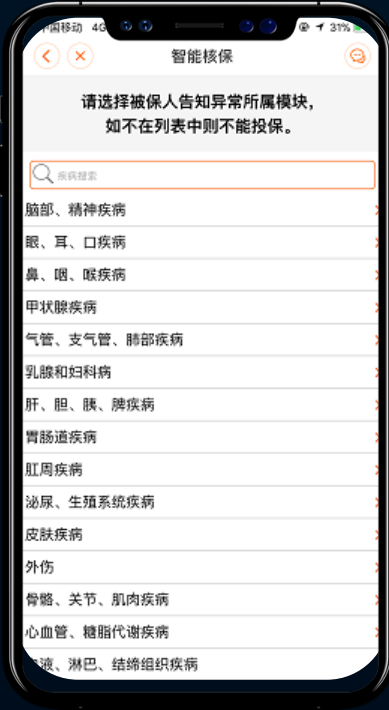 中国移动 4G 31%
智能核保
请选择被保人告知异常所属模块，
如不在列表中则不能投保。
疾病搜索
脑部、精神疾病
眼、耳、口疾病
鼻、咽、喉疾病
甲状腺疾病
气管、支气管、肺部疾病
乳腺和妇科病
肝、胆、胰、脾疾病
胃肠道疾病
肛周疾病
泌尿、生殖系统疾病
皮肤疾病
外伤
骨骼、关节、肌肉疾病
心血管、糖脂代谢疾病
血液、淋巴、结缔组织疾病